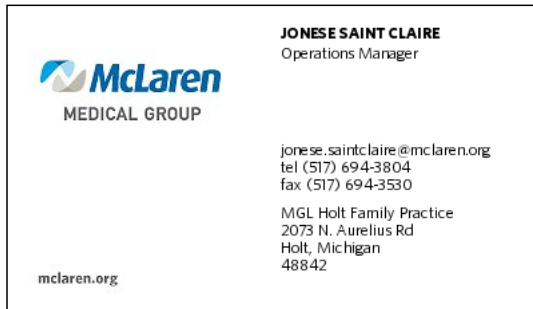 JONESE SAINT CLAIRE
Operations Manager
McLaren
MEDICAL GROUP
jonese.saintclaire@mclaren.org
tel (517) 694-3804
fax (517) 694-3530
MGL Holt Family Practice
2073 N. Aurelius Rd
Holt, Michigan
48842
mclaren.org